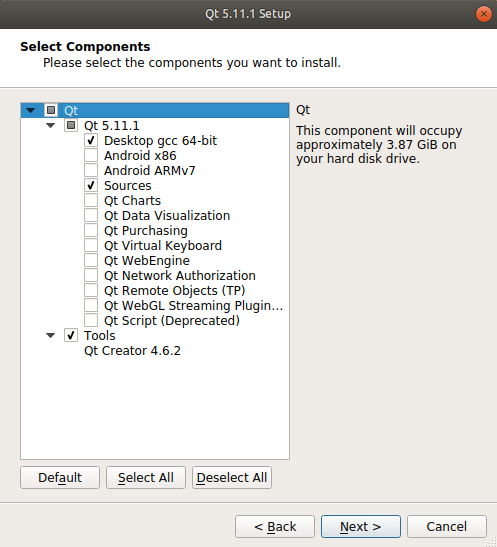 Qt 5.11.1 Setup
Select Components
Please select the components you want to install.
Qt
Qt 5.11.1
Desktop gcc 64-bit
Android x86
Android ARMv7
Sources
Qt Charts
Qt Data Visualization
Qt Purchasing
Qt Virtual Keyboard
Qt WebEngine
Qt Network Authorization
Qt Remote Objects (TP)
Qt WebGL Streaming Plugin...
Qt Script (Deprecated)
Tools
Qt Creator 4.6.2
Qt
This component will occupy
approximately 3.87 GiB on
your hard disk drive.
Default
Select All
Deselect All
< Back
Next >
Cancel